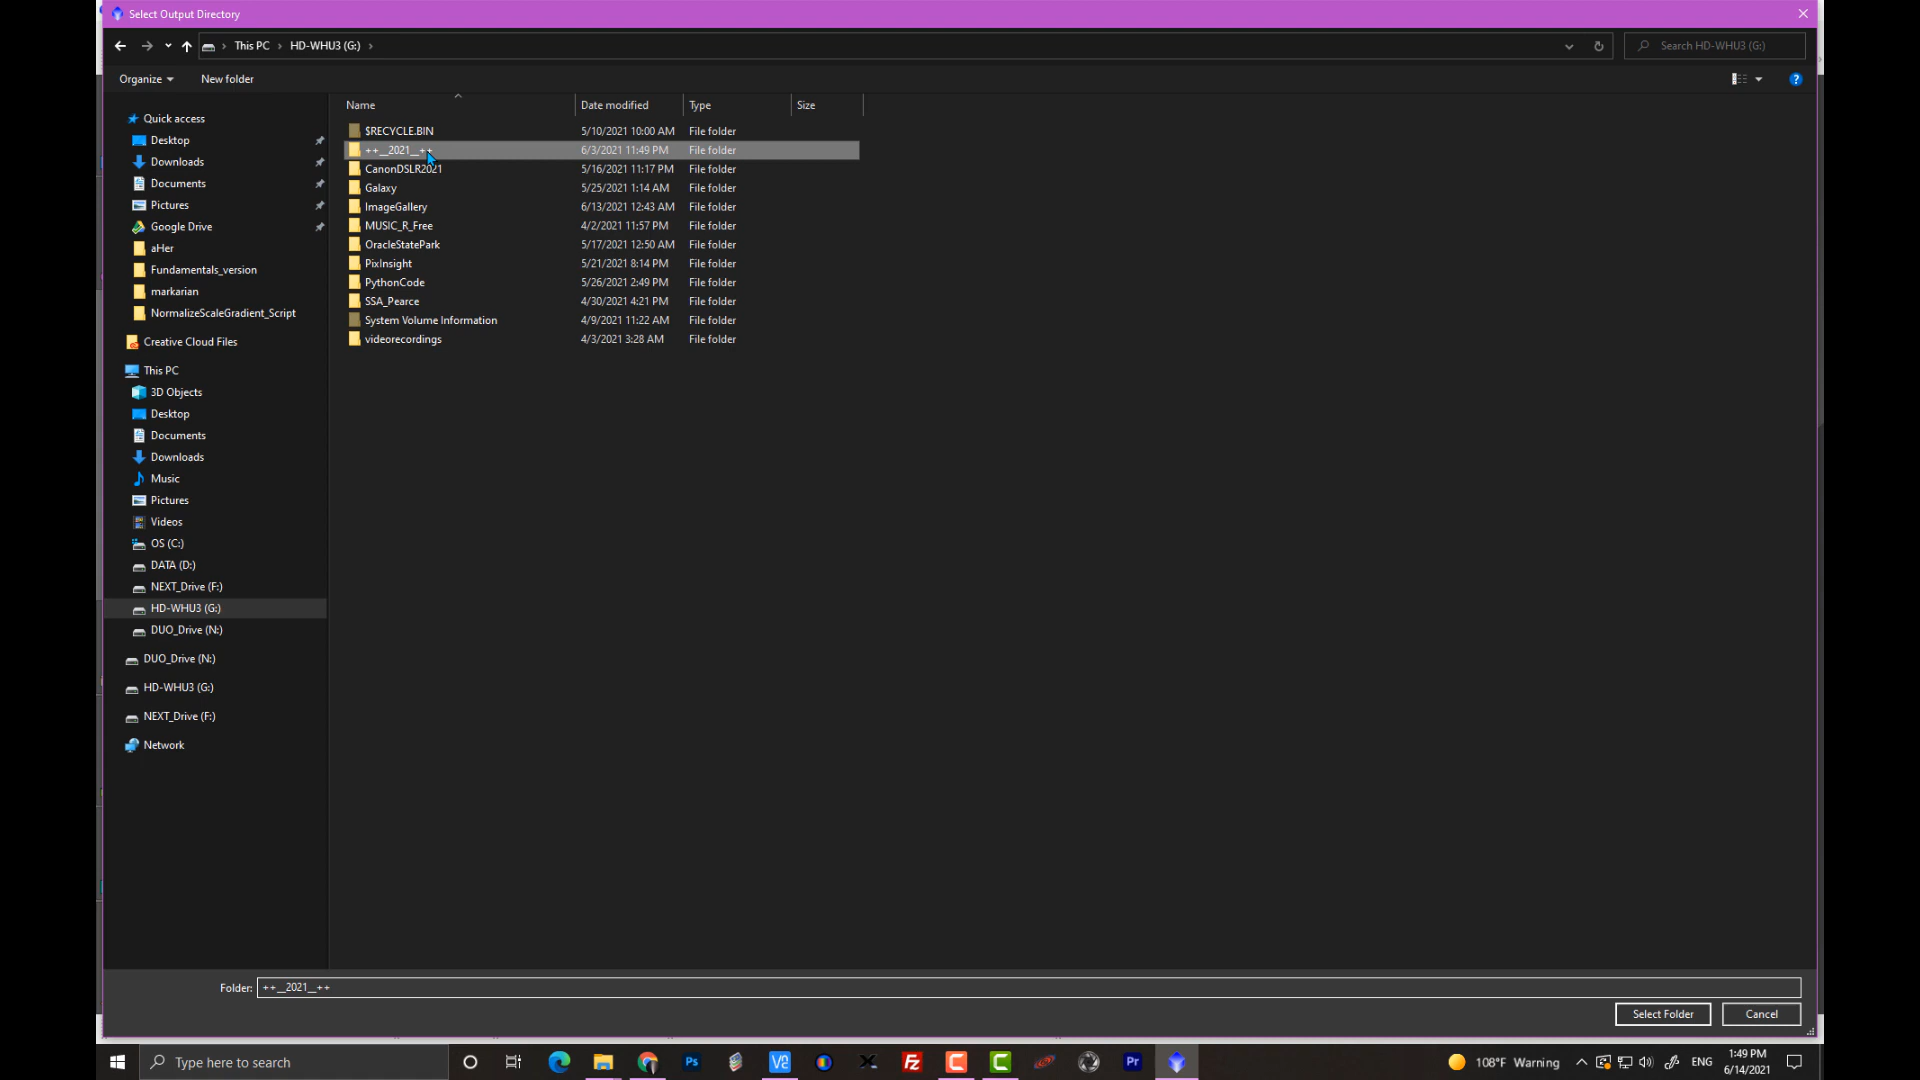 Select Output Directory
This PC > HD-WHU3 (G:) >
Search HD-WHU3 (G:)
Organize
New folder
Name
Date modified
Type
Size
Quick access
Desktop
Downloads
Documents
Pictures
Google Drive
aHer
Fundamentals_version
markarian
NormalizeScaleGradient_Script
Creative Cloud Files
This PC
3D Objects
Desktop
Documents
Downloads
Music
Pictures
Videos
OS (C:)
DATA (D:)
NEXT_Drive (F:)
HD-WHU3 (G:)
DUO_Drive (N:)
DUO_Drive (N:)
HD-WHU3 (G:)
NEXT_Drive (F:)
Network
$RECYCLE.BIN 5/10/2021 10:00 AM File folder
++__2021__++ 6/3/2021 11:49 PM File folder
CanonDSLR2021 5/16/2021 11:17 PM File folder
Galaxy 5/25/2021 1:14 AM File folder
ImageGallery 6/13/2021 12:43 AM File folder
MUSIC_R_Free 4/2/2021 11:57 PM File folder
OracleStatePark 5/17/2021 12:50 AM File folder
PixInsight 5/21/2021 8:14 PM File folder
PythonCode 5/26/2021 2:49 PM File folder
SSA_Pearce 4/30/2021 4:21 PM File folder
System Volume Information 4/9/2021 11:22 AM File folder
videorecordings 4/3/2021 3:28 AM File folder
Folder: ++__2021__++
Select Folder
Cancel
Type here to search
Ps
V2
Fz
C
C
Pr
108°F Warning
ENG
1:49 PM
6/14/2021